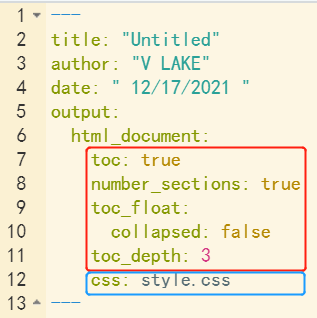 1 ---
2 title: "Untitled"
3 author: "V LAKE"
4 date: " 12/17/2021 "
5 output:
6   html_document:
7     toc: true
8     number_sections: true
9     toc_float:
10       collapsed: false
11     toc_depth: 3
12     css: style.css
13 ---